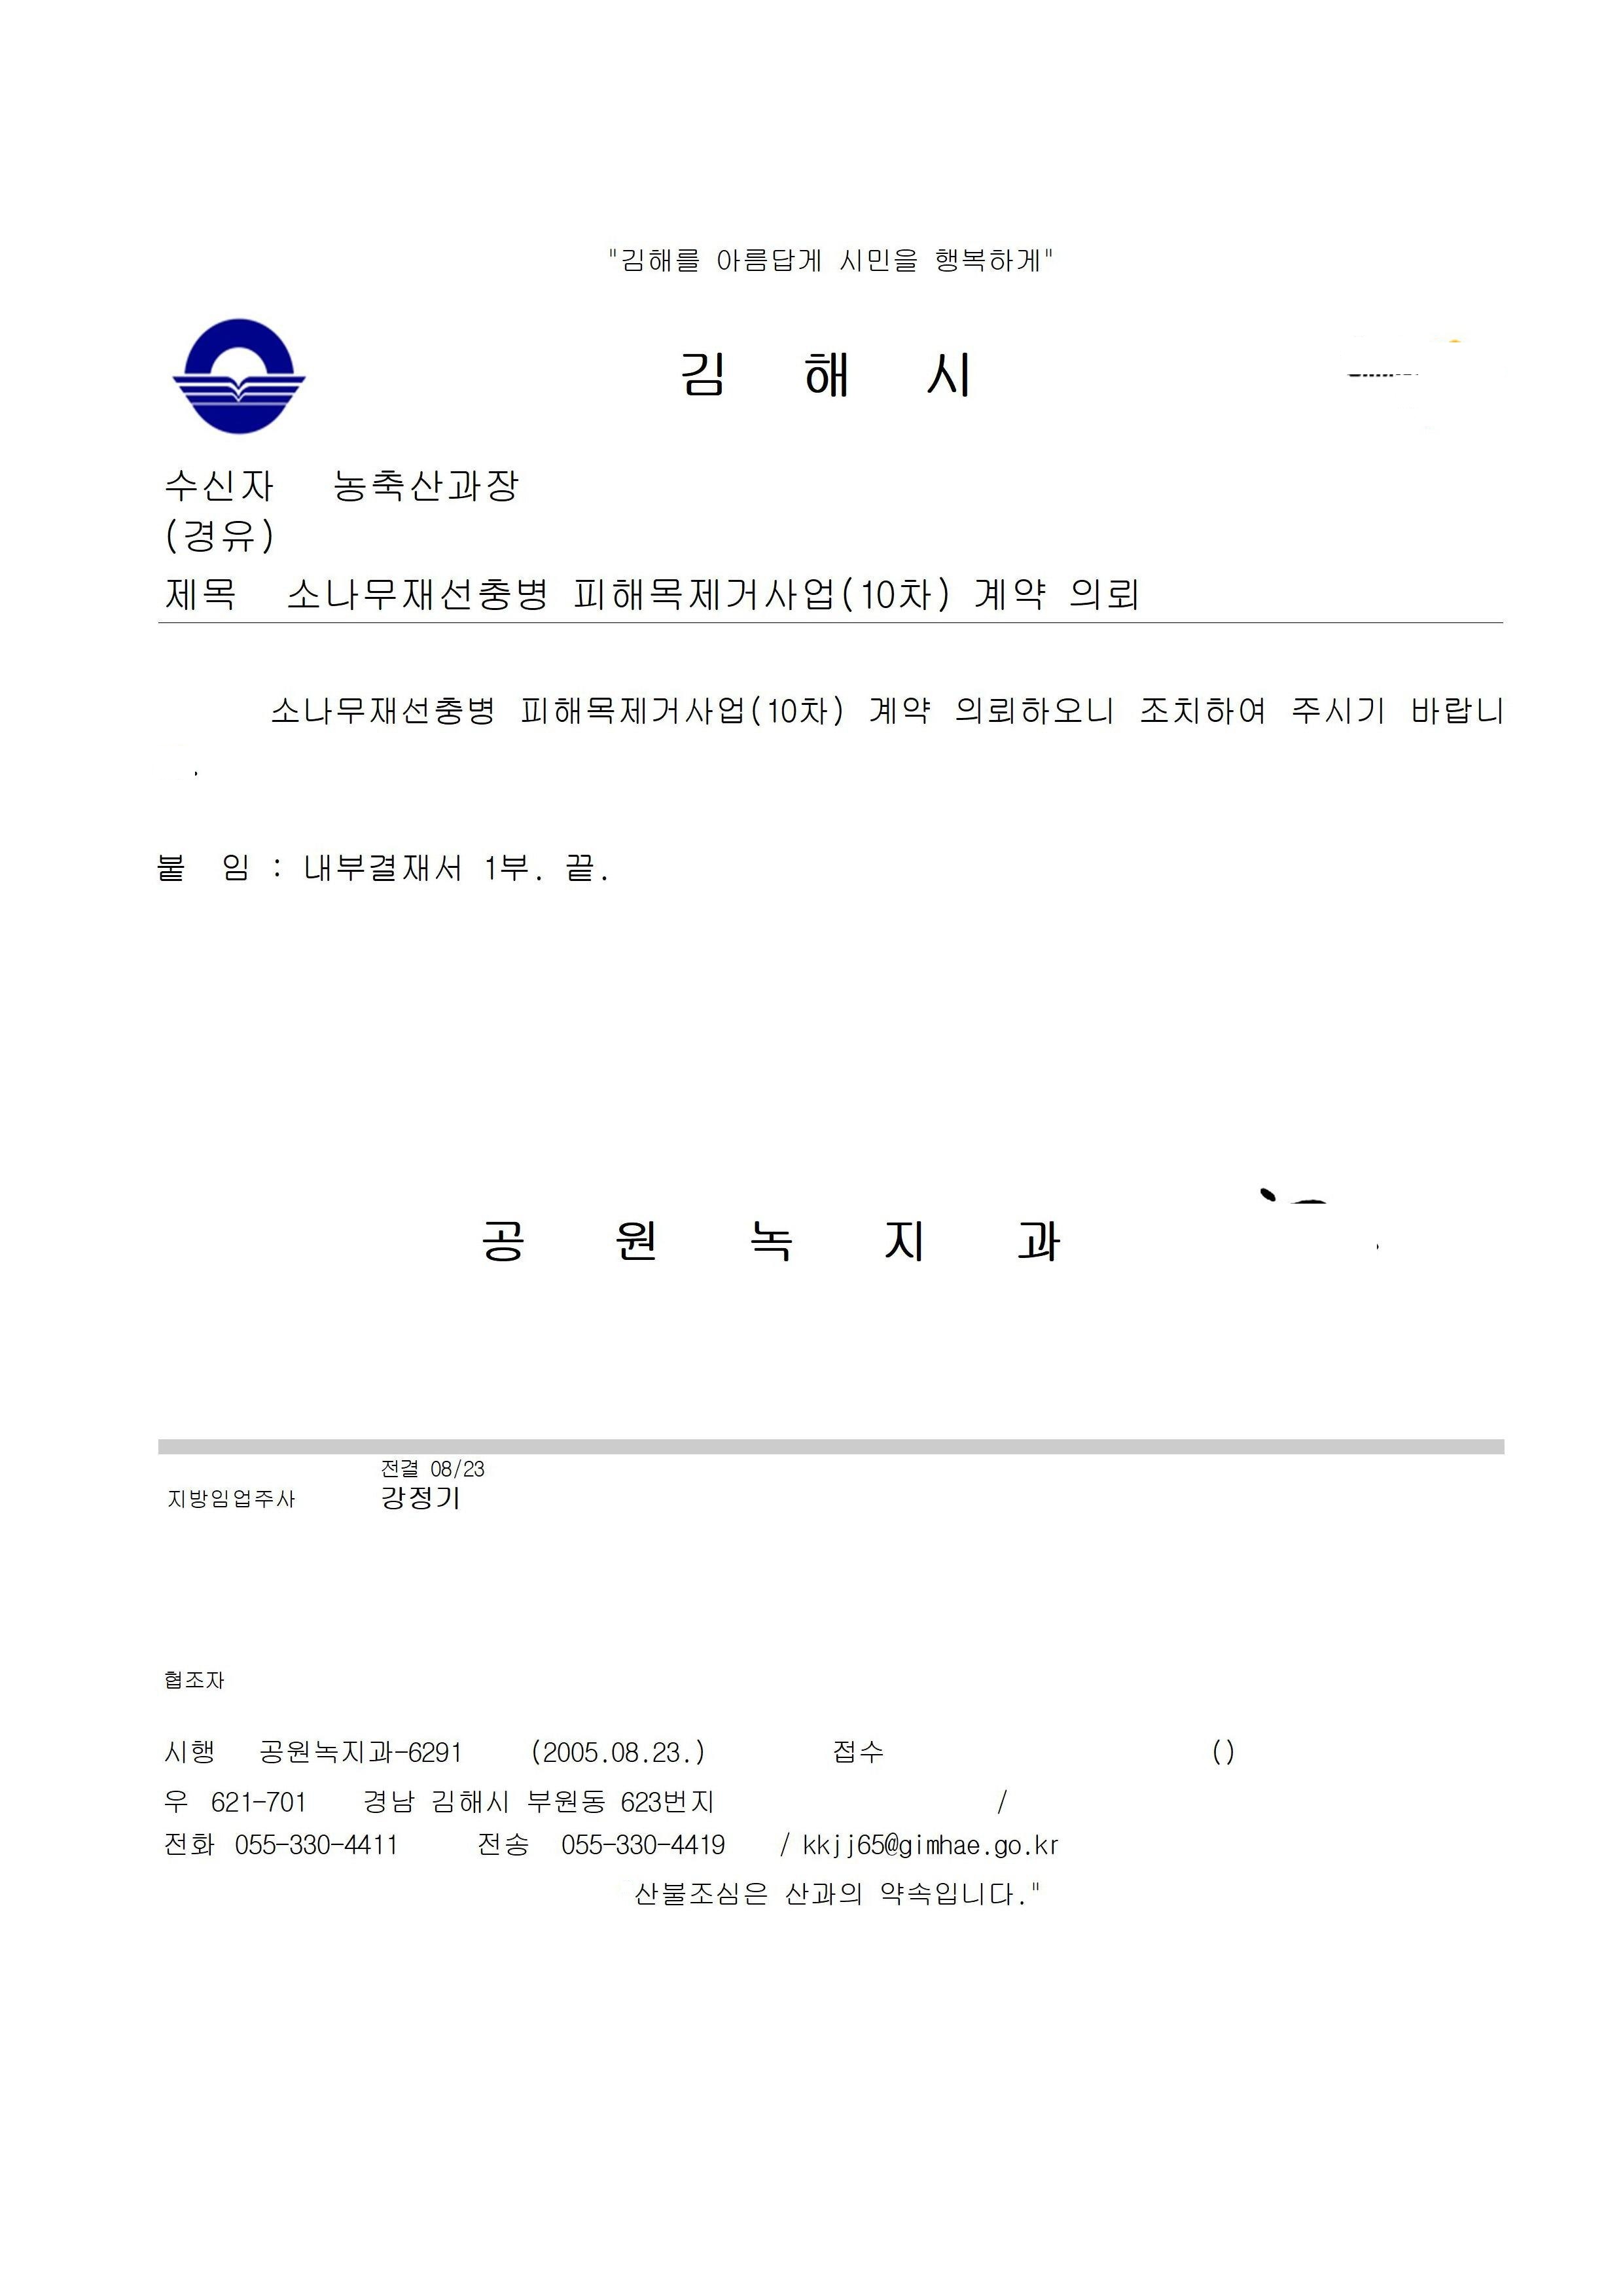 "김해를 아름답게 시민을 행복하게"
김 해 시
수신자 농축산과장
(경유)
제목 소나무재선충병 피해목제거사업(10차) 계약 의뢰
소나무재선충병 피해목제거사업(10차) 계약 의뢰하오니 조치하여 주시기 바랍니
.
붙 임 : 내부결재서 1부. 끝.
공 원 녹 지 과
전결 08/23
지방임업주사 강정기
협조자
시행 공원녹지과-6291 (2005.08.23.) 접수 ()
우 621-701 경남 김해시 부원동 623번지 /
전화 055-330-4411 전송 055-330-4419 / kkjj65@gimhae.go.kr
산불조심은 산과의 약속입니다."